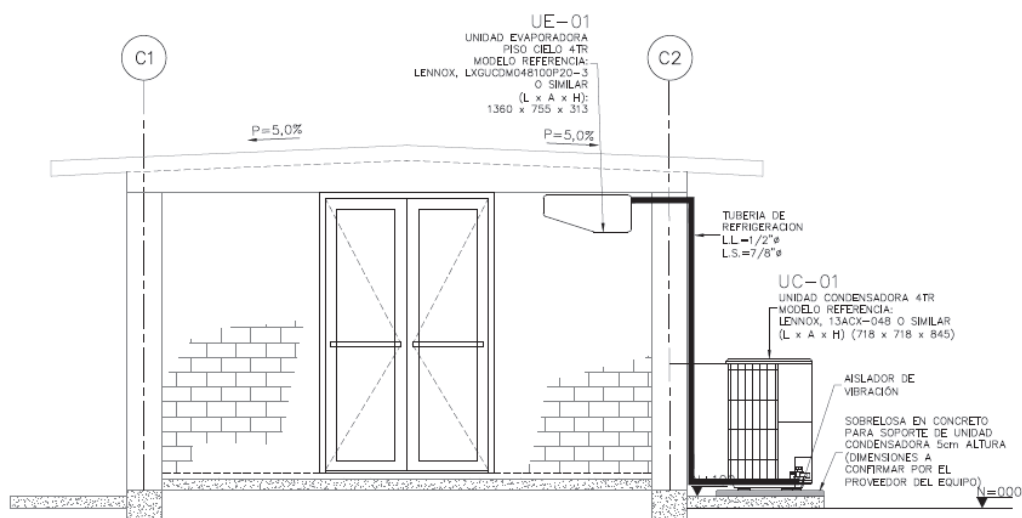 UE-01
UNIDAD EVAPORADORA
PISO CIELO 4TR
MODELO REFERENCIA:
LENNOX, LXGUCDM048100P20-3
O SIMILAR
(L x A x H):
1360 x 755 x 313
C1
C2
P=5,0%
P=5,0%
TUBERIA DE
REFRIGERACION
L.L.=1/2"ø
L.S.=7/8"ø
UC-01
UNIDAD CONDENSADORA 4TR
MODELO REFERENCIA:
LENNOX, 13ACX-048 O SIMILAR
(L x A x H) (718 x 718 x 845)
AISLADOR DE
VIBRACIÓN
SOBRELOSA EN CONCRETO
PARA SOPORTE DE UNIDAD
CONDENSADORA 5cm ALTURA
(DIMENSIONES A
CONFIRMAR POR EL
PROVEEDOR DEL EQUIPO)
N=000